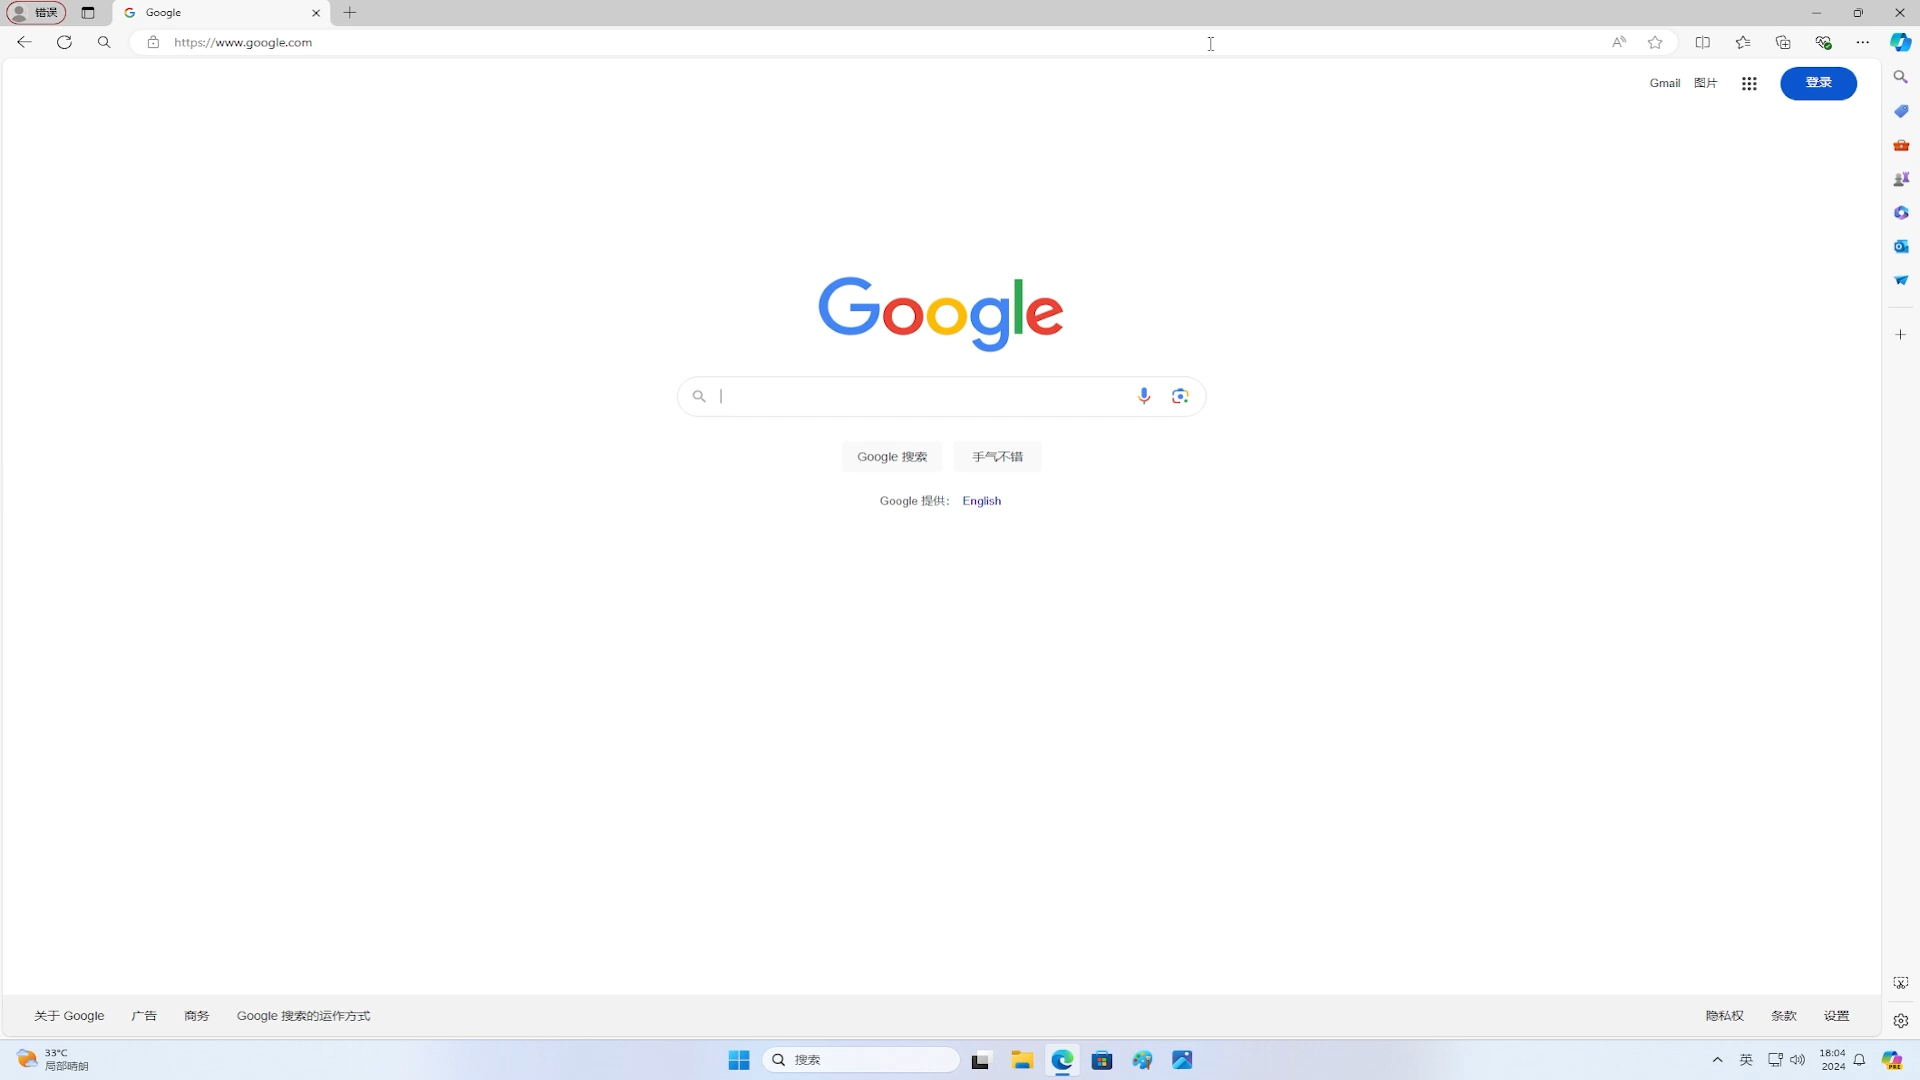 错误
Google
https://www.google.com
Gmail 图片 登录
Google
Google 搜索 手气不错
Google 提供： English
关于 Google 广告 商务 Google 搜索的运作方式
隐私权 条款 设置
33°C
局部晴朗
搜索
英
18:04
2024
PRE